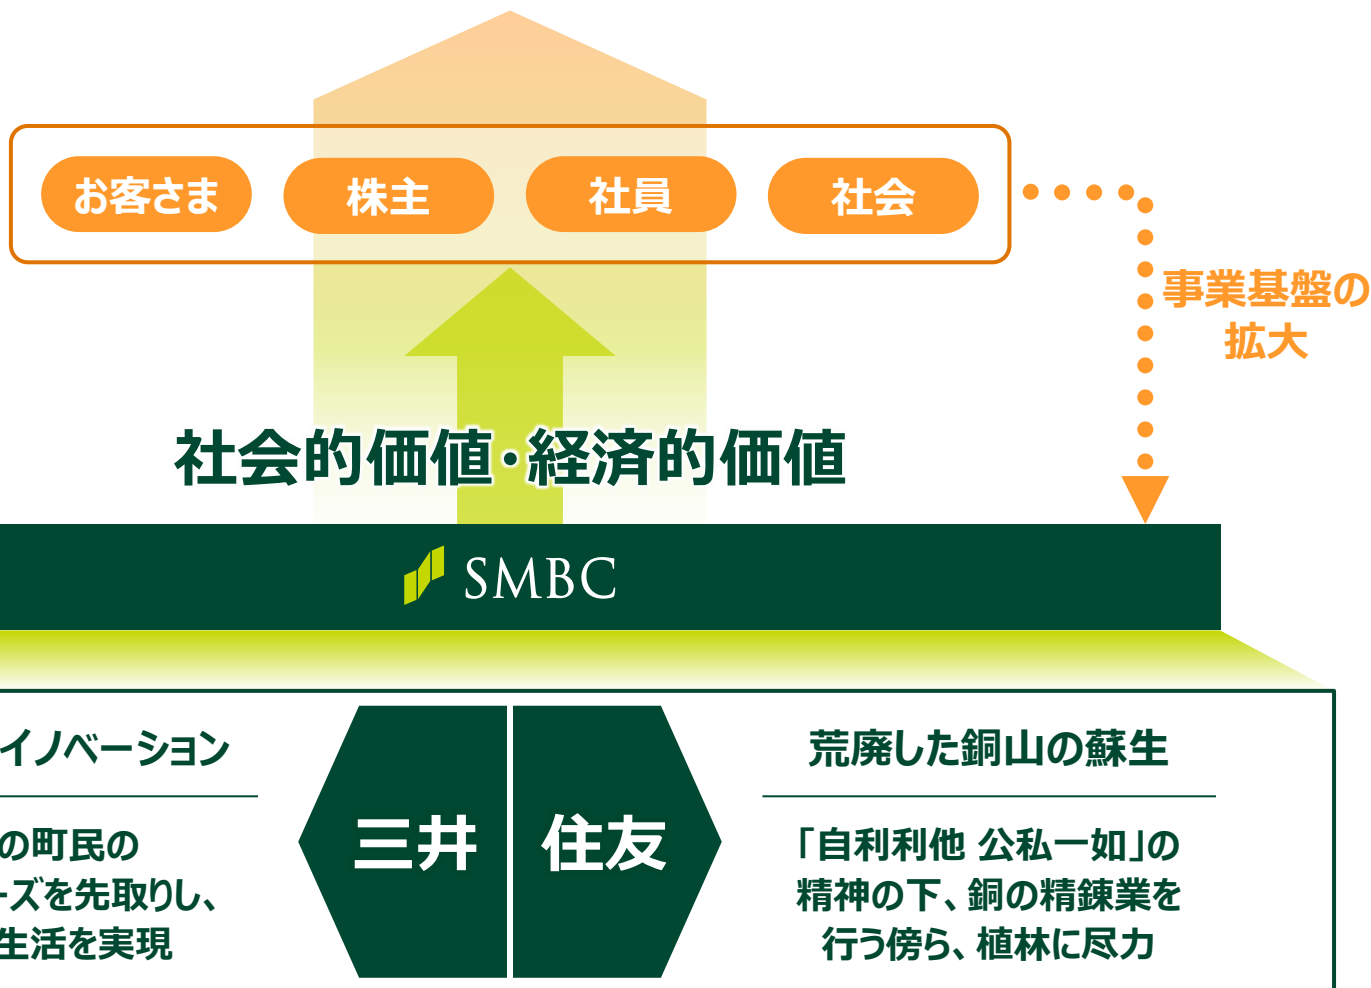 お客さま 株主 社員 社会
事業基盤の
拡大
社会的価値・経済的価値
SMBC
イノベーション
の町民の
ーズを先取りし、
生活を実現
三井 住友
荒廃した銅山の蘇生
「自利利他 公私一如」の
精神の下、銅の精錬業を
行う傍ら、植林に尽力